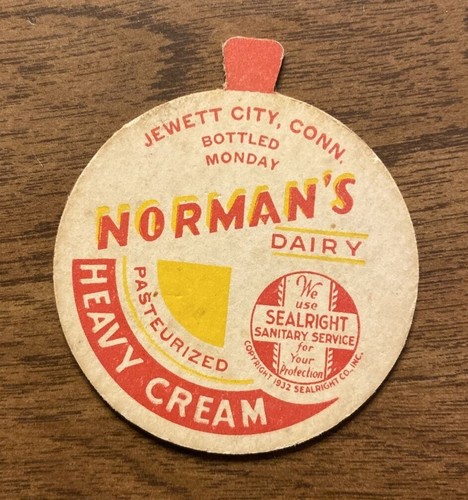 JEWETT CITY, CONN.
BOTTLED
MONDAY
NORMAN'S
DAIRY
PASTEURIZED
HEAVY CREAM
We
use
SEALRIGHT
SANITARY SERVICE
for
Your
Protection
COPYRIGHT 1932 SEALRIGHT CO., INC.